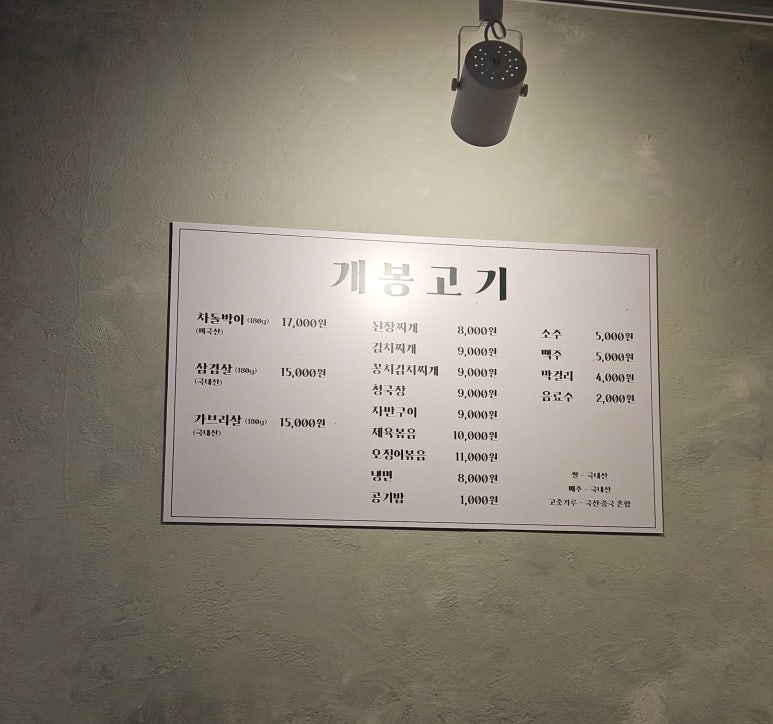 개봉고기
차돌박이 (180g) 17,000원
(미국산)
삼겹살 (180g) 15,000원
(국내산)
가브리살 (180g) 15,000원
(국내산)
된장찌개 8,000원
김치찌개 9,000원
꽁치김치찌개 9,000원
청국장 9,000원
자반구이 9,000원
제육볶음 10,000원
오징어볶음 11,000원
냉면 8,000원
공기밥 1,000원
소주 5,000원
맥주 5,000원
막걸리 4,000원
음료수 2,000원
쌀 - 국내산
배추 - 국내산
고춧가루 - 국산·중국 혼합